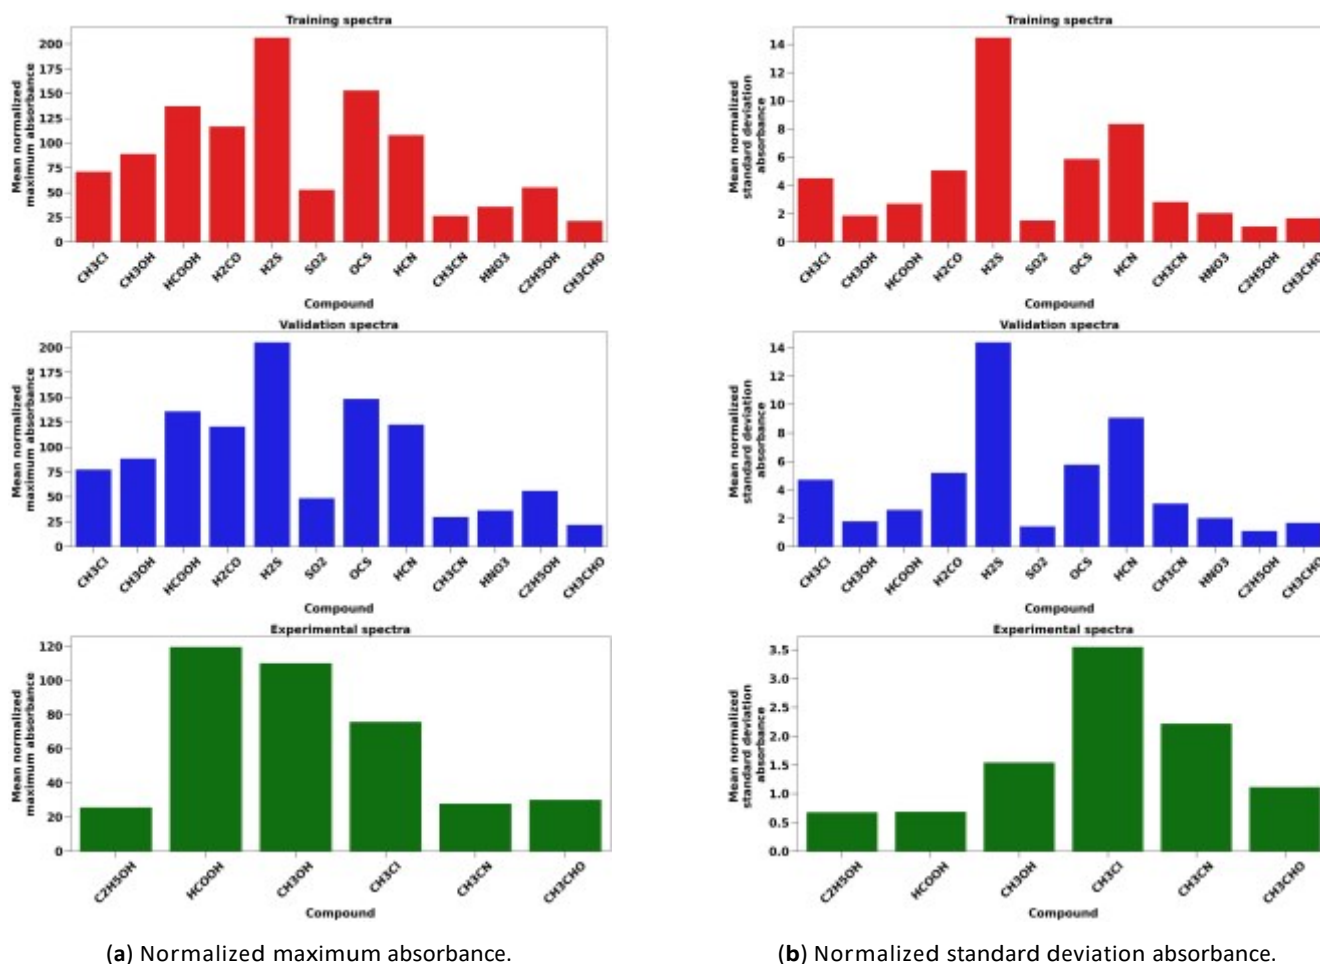 Training spectra
Mean normalized
maximum absorbance
200
175
150
125
100
75
50
25
0
CH3Cl CH3OH HCOOH H2CO H2S SO2 OCS HCN CH3CN HNO3 C2H5OH CH3CHO
Compound
Validation spectra
Mean normalized
maximum absorbance
200
175
150
125
100
75
50
25
0
CH3Cl CH3OH HCOOH H2CO H2S SO2 OCS HCN CH3CN HNO3 C2H5OH CH3CHO
Compound
Experimental spectra
Mean normalized
maximum absorbance
120
100
80
60
40
20
0
C2H5OH HCOOH CH3OH CH3Cl CH3CN CH3CHO
Compound
(a) Normalized maximum absorbance.
Training spectra
Mean normalized
standard deviation
absorbance
14
12
10
8
6
4
2
0
CH3Cl CH3OH HCOOH H2CO H2S SO2 OCS HCN CH3CN HNO3 C2H5OH CH3CHO
Compound
Validation spectra
Mean normalized
standard deviation
absorbance
14
12
10
8
6
4
2
0
CH3Cl CH3OH HCOOH H2CO H2S SO2 OCS HCN CH3CN HNO3 C2H5OH CH3CHO
Compound
Experimental spectra
Mean normalized
standard deviation
absorbance
3.5
3.0
2.5
2.0
1.5
1.0
0.5
0.0
C2H5OH HCOOH CH3OH CH3Cl CH3CN CH3CHO
Compound
(b) Normalized standard deviation absorbance.